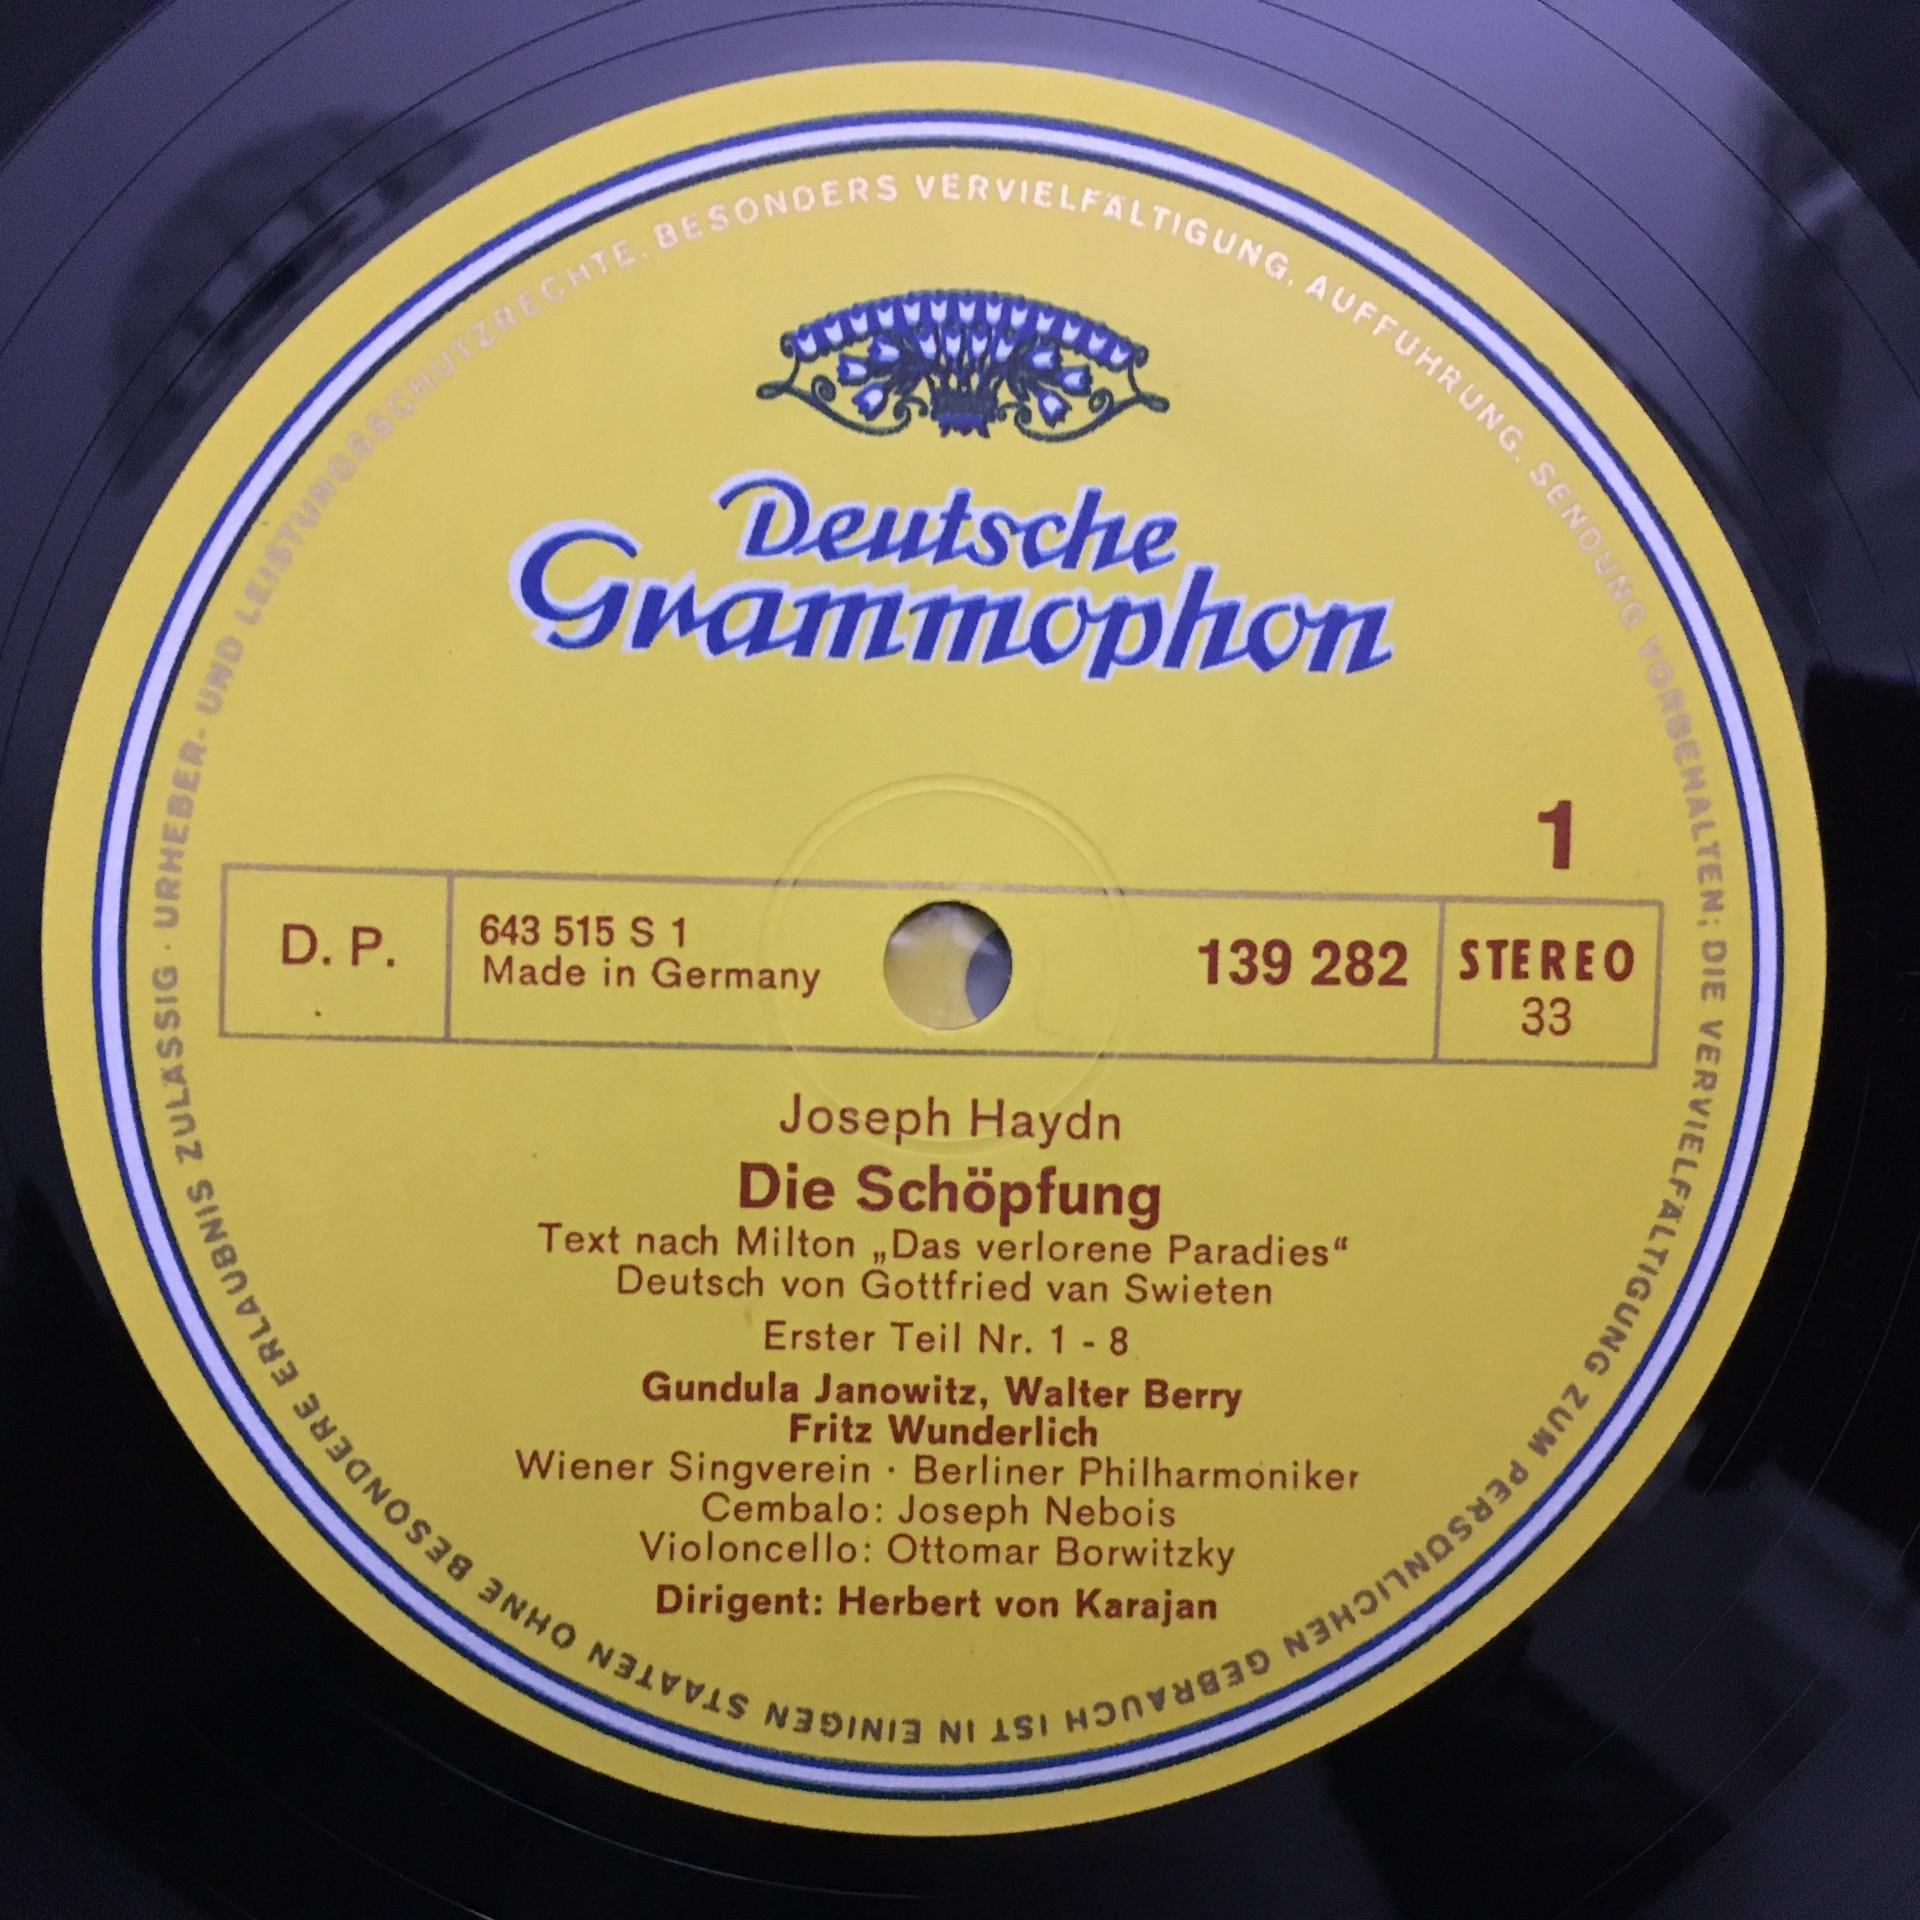 URHEBER- UND LEISTUNGSSCHUTZRECHTE, BESONDERS VERVIELFÄLTIGUNG, AUFFÜHRUNG, SENDUNG VORBEHALTEN; DIE VERVIELFÄLTIGUNG ZUM PERSÖNLICHEN GEBRAUCH IST IN EINIGEN STAATEN OHNE BESONDERE ERLAUBNIS ZULÄSSIG ·
Deutsche
Grammophon
1
D. P.
643 515 S 1
Made in Germany
139 282
STEREO
33
Joseph Haydn
Die Schöpfung
Text nach Milton „Das verlorene Paradies“
Deutsch von Gottfried van Swieten
Erster Teil Nr. 1 - 8
Gundula Janowitz, Walter Berry
Fritz Wunderlich
Wiener Singverein · Berliner Philharmoniker
Cembalo: Joseph Nebois
Violoncello: Ottomar Borwitzky
Dirigent: Herbert von Karajan